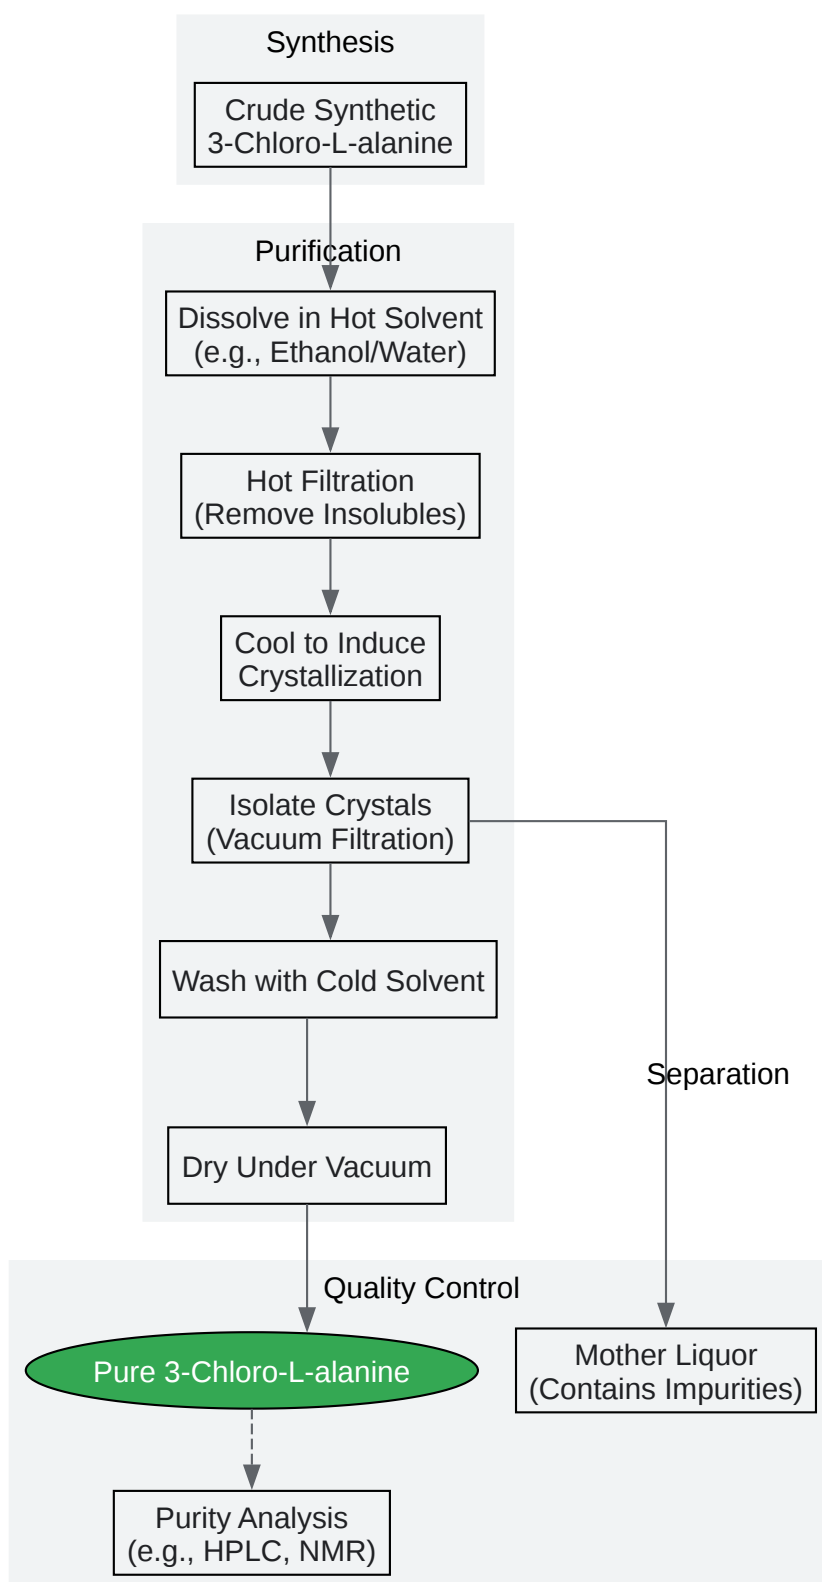 Synthesis
Crude Synthetic
3-Chloro-L-alanine
Purification
Dissolve in Hot Solvent
(e.g., Ethanol/Water)
Hot Filtration
(Remove Insolubles)
Cool to Induce
Crystallization
Isolate Crystals
(Vacuum Filtration)
Wash with Cold Solvent
Separation
Dry Under Vacuum
Quality Control
Pure 3-Chloro-L-alanine
Mother Liquor
(Contains Impurities)
Purity Analysis
(e.g., HPLC, NMR)